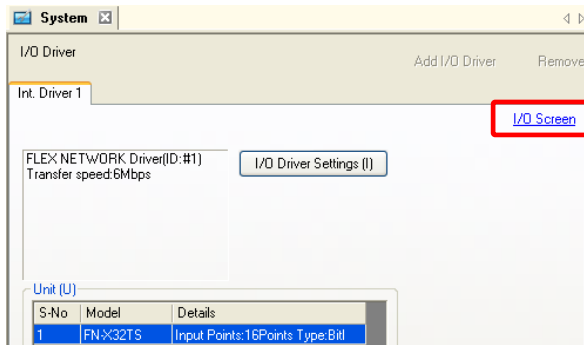 System
I/O Driver
Add I/O Driver Remove
Int. Driver 1
I/O Screen
FLEX NETWORK Driver(ID:#1)
Transfer speed:6Mbps
I/O Driver Settings (I)
Unit (U)
S-No Model Details
1 FN-X32TS Input Points:16Points Type:Bitl